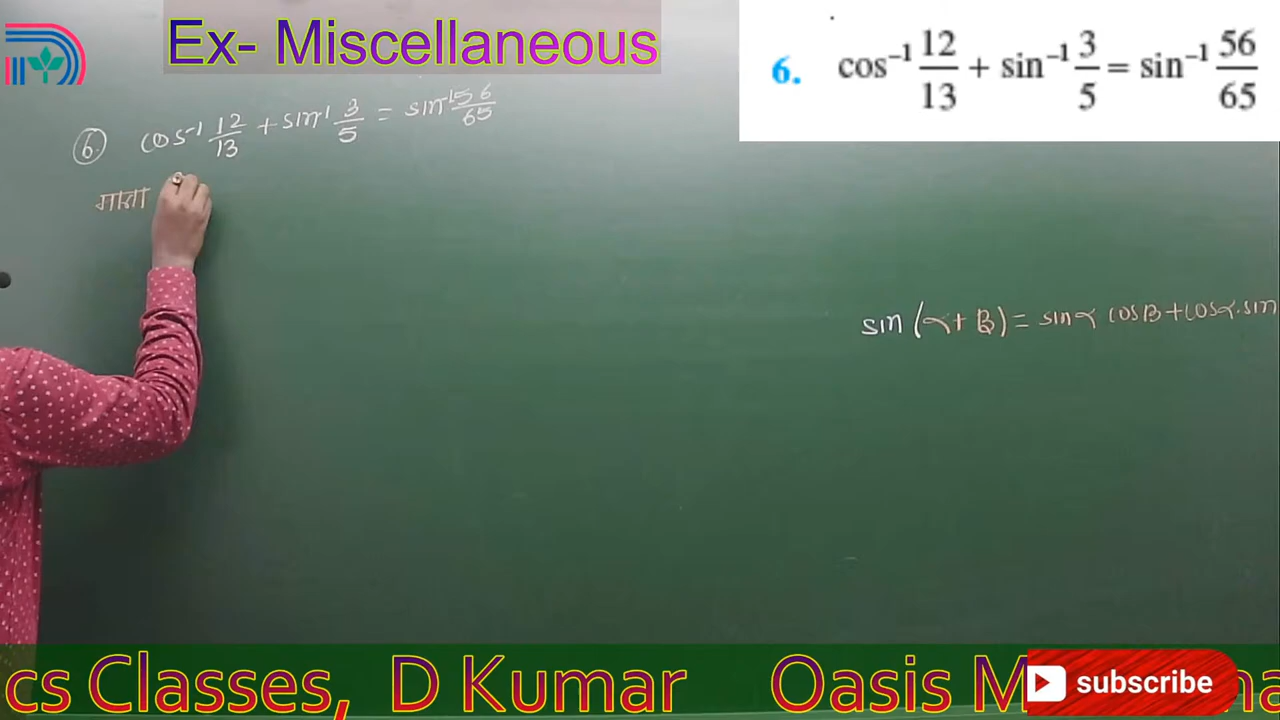 Ex- Miscellaneous
6. cos⁻¹ 12/13 + sin⁻¹ 3/5 = sin⁻¹ 56/65
6. cos⁻¹ 12/13 + sin⁻¹ 3/5 = sin⁻¹ 56/65
माना
sin (α + β) = sinα cosβ + cosα.sin
cs Classes, D Kumar Oasis M
subscribe